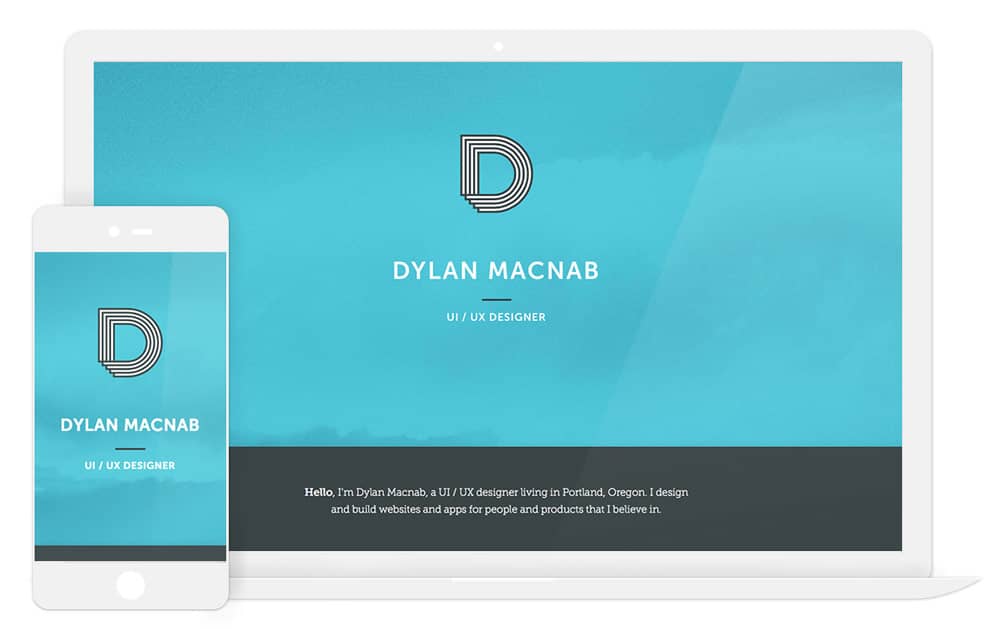 D
DYLAN MACNAB
UI / UX DESIGNER
Hello, I'm Dylan Macnab, a UI / UX designer living in Portland, Oregon. I design
and build websites and apps for people and products that I believe in.
D
DYLAN MACNAB
UI / UX DESIGNER